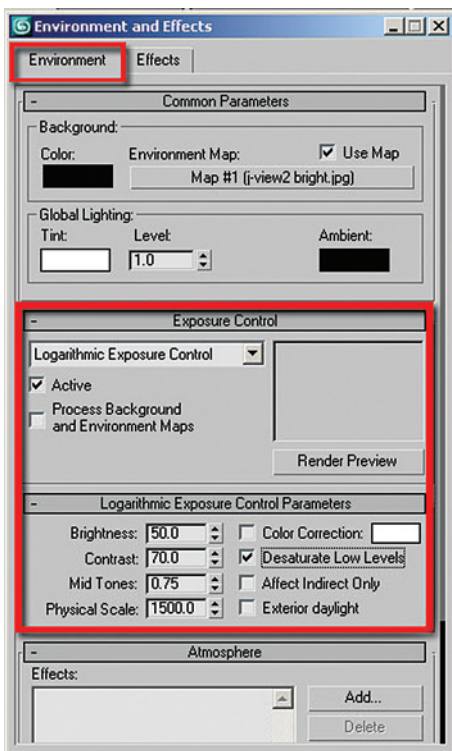 Environment and Effects
Environment Effects
- Common Parameters
Background:
Color: Environment Map: Use Map
Map #1 (j-view2 bright.jpg)
Global Lighting:
Tint: Level: Ambient:
1.0
- Exposure Control
Logarithmic Exposure Control
Active
Process Background
and Environment Maps
Render Preview
- Logarithmic Exposure Control Parameters
Brightness: 50.0 Color Correction:
Contrast: 70.0 Desaturate Low Levels
Mid Tones: 0.75 Affect Indirect Only
Physical Scale: 1500.0 Exterior daylight
- Atmosphere
Effects:
Add...
Delete